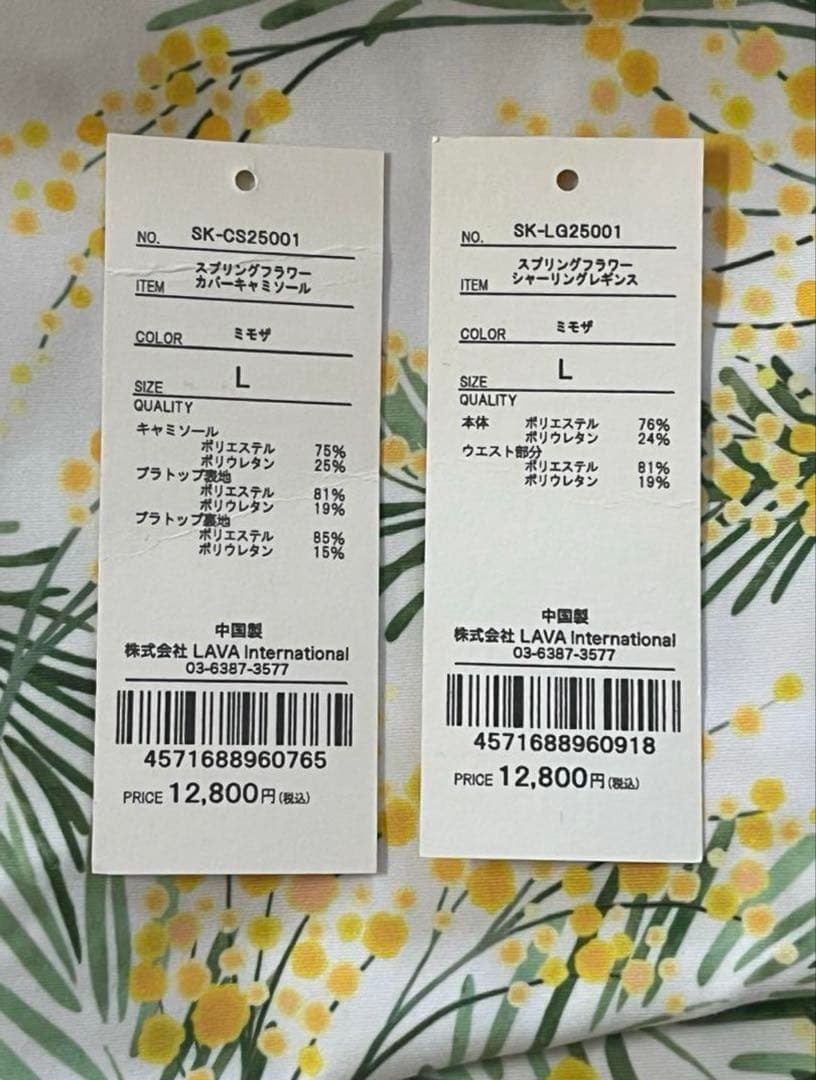 NO. SK-CS25001
ITEM スプリングフラワー
カバーキャミソール
COLOR ミモザ
SIZE L
QUALITY
キャミソール
ポリエステル 75%
ポリウレタン 25%
ブラトップ表地
ポリエステル 81%
ポリウレタン 19%
ブラトップ裏地
ポリエステル 85%
ポリウレタン 15%
中国製
株式会社 LAVA International
03-6387-3577
4571688960765
PRICE 12,800円(税込)
NO. SK-LG25001
ITEM スプリングフラワー
シャーリングレギンス
COLOR ミモザ
SIZE L
QUALITY
本体 ポリエステル 76%
ポリウレタン 24%
ウエスト部分
ポリエステル 81%
ポリウレタン 19%
中国製
株式会社 LAVA International
03-6387-3577
4571688960918
PRICE 12,800円(税込)